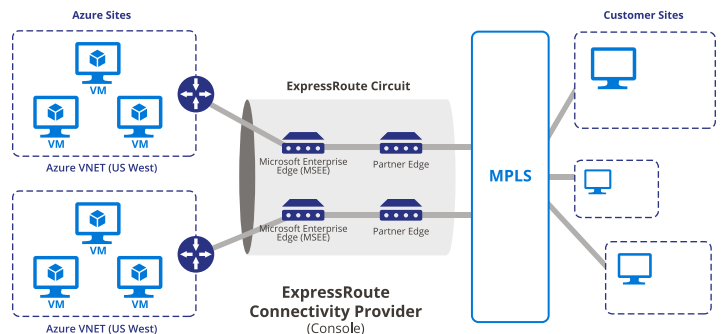 Azure Sites
Customer Sites
VM
VM
VM
Azure VNET (US West)
ExpressRoute Circuit
Microsoft Enterprise
Edge (MSEE)
Partner Edge
MPLS
VM
VM
VM
Azure VNET (US West)
Microsoft Enterprise
Edge (MSEE)
Partner Edge
ExpressRoute
Connectivity Provider
(Console)